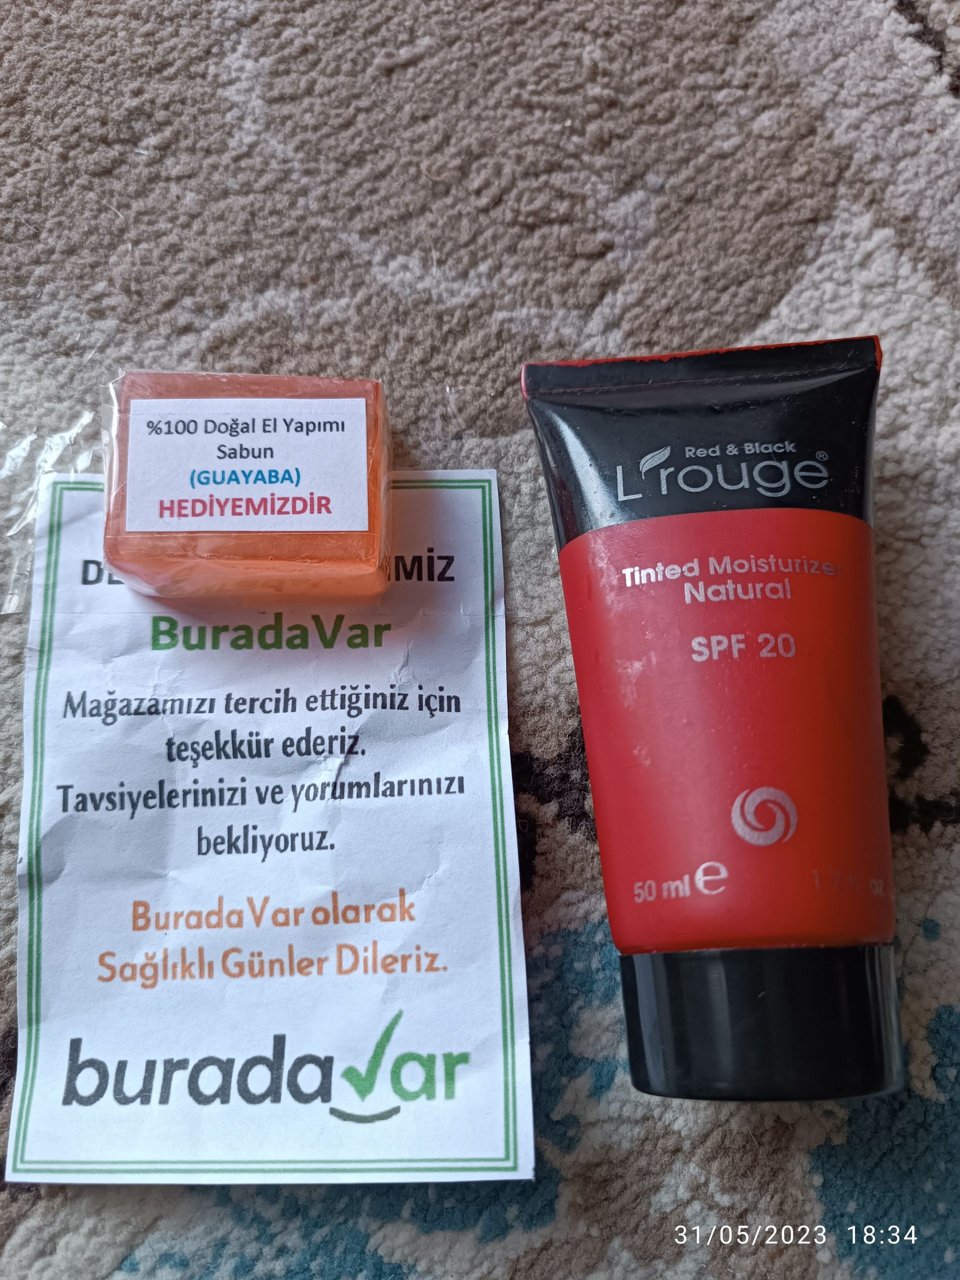 %100 Doğal El Yapımı
Sabun
(GUAYABA)
HEDİYEMİZDİR
BuradaVar
Mağazamızı tercih ettiğiniz için
teşekkür ederiz.
Tavsiyelerinizi ve yorumlarınızı
bekliyoruz.
BuradaVar olarak
Sağlıklı Günler Dileriz.
buradaVar
Red & Black
L'rouge®
Tinted Moisturizer
Natural
SPF 20
50 ml e
oz
31/05/2023 18:34